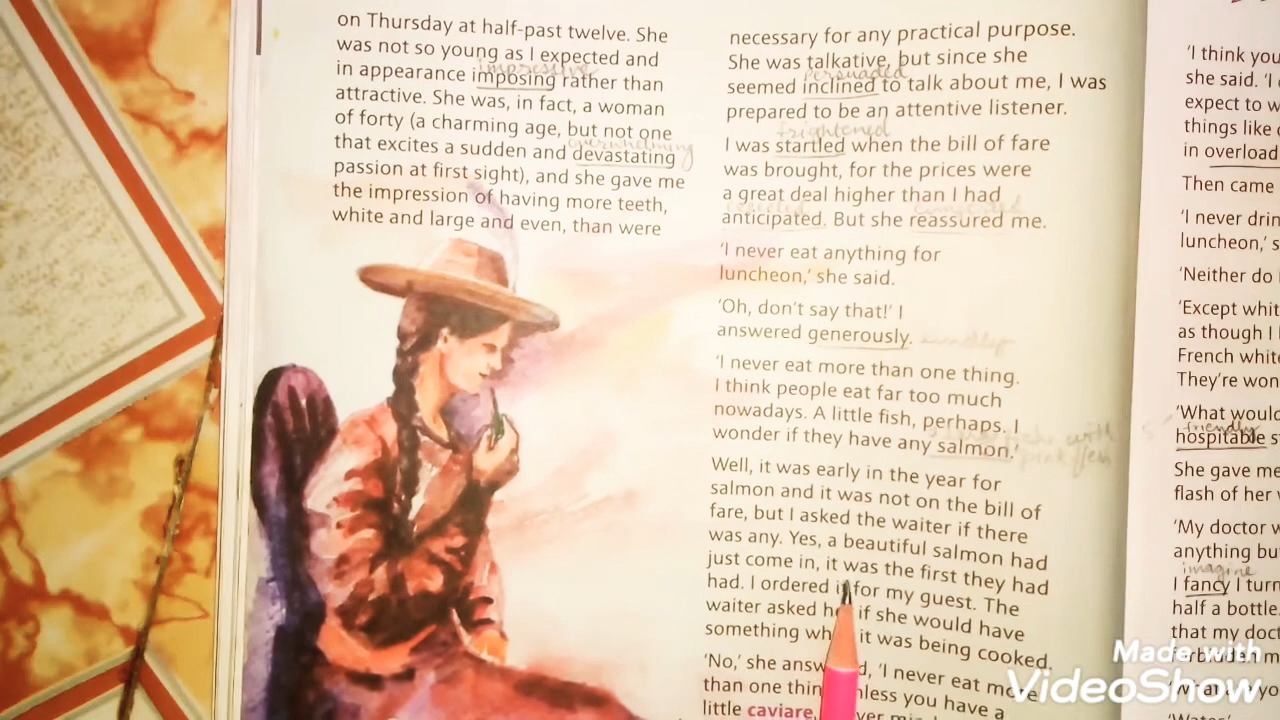 on Thursday at half-past twelve. She
was not so young as I expected and
impressive
in appearance imposing rather than
attractive. She was, in fact, a woman
of forty (a charming age, but not one
overwhelming
that excites a sudden and devastating
passion at first sight), and she gave me
the impression of having more teeth,
white and large and even, than were
necessary for any practical purpose.
She was talkative, but since she
persuaded
seemed inclined to talk about me, I was
prepared to be an attentive listener.
frightened
I was startled when the bill of fare
was brought, for the prices were
a great deal higher than I had
anticipated. But she reassured me.
'I never eat anything for
luncheon,' she said.
'Oh, don't say that!' I
answered generously.
'I never eat more than one thing.
I think people eat far too much
nowadays. A little fish, perhaps. I
wonder if they have any salmon.'
Well, it was early in the year for
salmon and it was not on the bill of
fare, but I asked the waiter if there
was any. Yes, a beautiful salmon had
just come in, it was the first they had
had. I ordered it for my guest. The
waiter asked her if she would have
something while it was being cooked.
'No,' she answered, 'I never eat more
than one thing unless you have a
little caviare,
'I think you
she said. 'I
expect to w
things like
in overload
Then came
'I never drin
luncheon,' s
'Neither do
'Except whit
as though I
French white
They're won
'What would
friendly
hospitable s
She gave me
flash of her
'My doctor w
anything bu
imagine
I fancy I turn
half a bottle.
that my doct
Made with
VideoShow